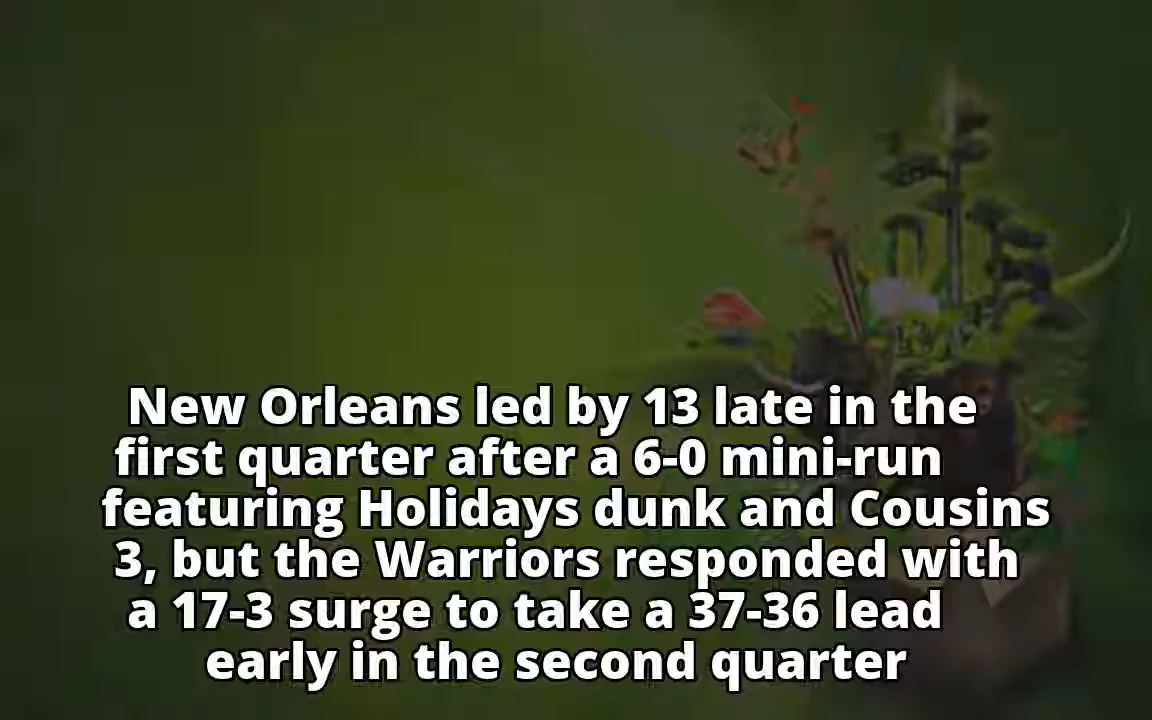 New Orleans led by 13 late in the
first quarter after a 6-0 mini-run
featuring Holidays dunk and Cousins
3, but the Warriors responded with
a 17-3 surge to take a 37-36 lead
early in the second quarter